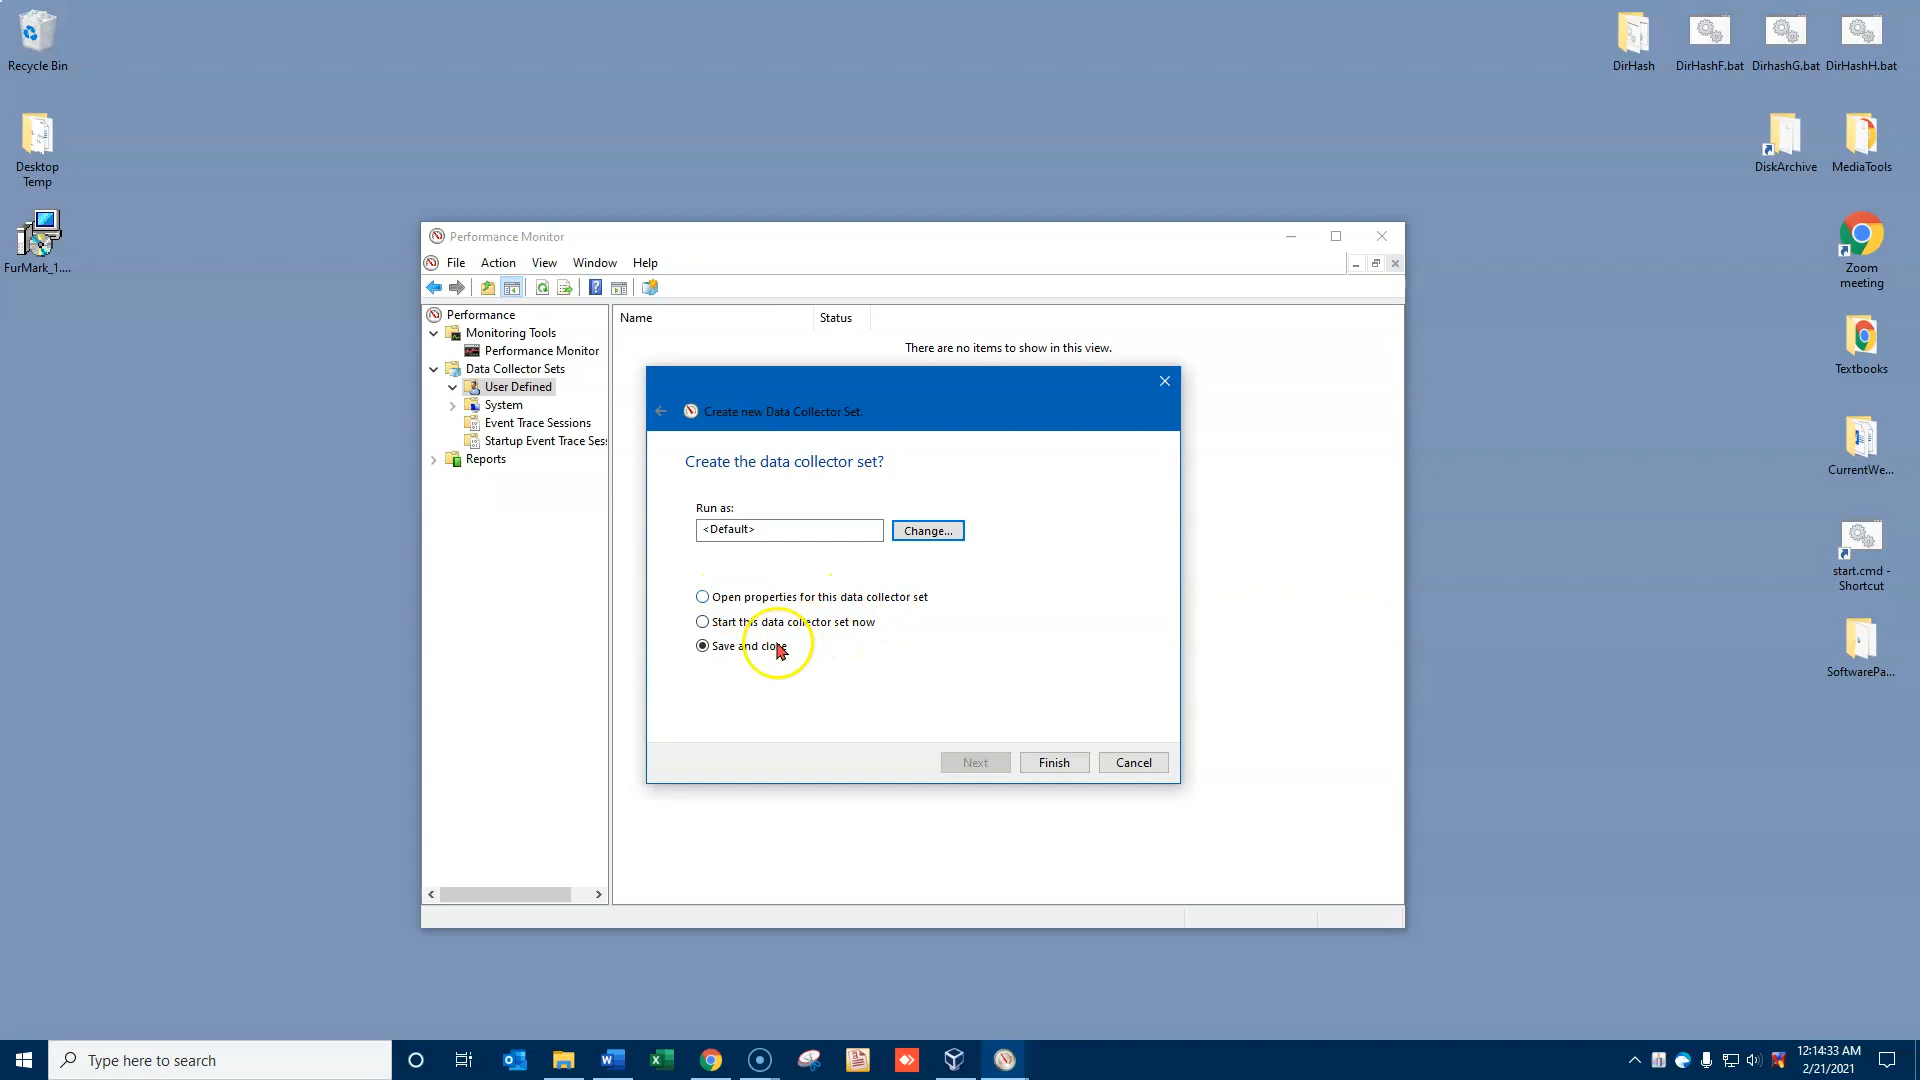 Recycle Bin
Desktop
Temp
FurMark_1....
DirHash
DirHashF.bat
DirhashG.bat
DirHashH.bat
DiskArchive
MediaTools
Zoom
meeting
Textbooks
CurrentWe...
start.cmd -
Shortcut
SoftwarePa...
Performance Monitor
File Action View Window Help
Performance
Monitoring Tools
Performance Monitor
Data Collector Sets
User Defined
System
Event Trace Sessions
Startup Event Trace Ses
Reports
Name Status
There are no items to show in this view.
Create new Data Collector Set.
Create the data collector set?
Run as:
<Default>
Change...
Open properties for this data collector set
Start this data collector set now
Save and close
Next Finish Cancel
Type here to search
12:14:33 AM
2/21/2021